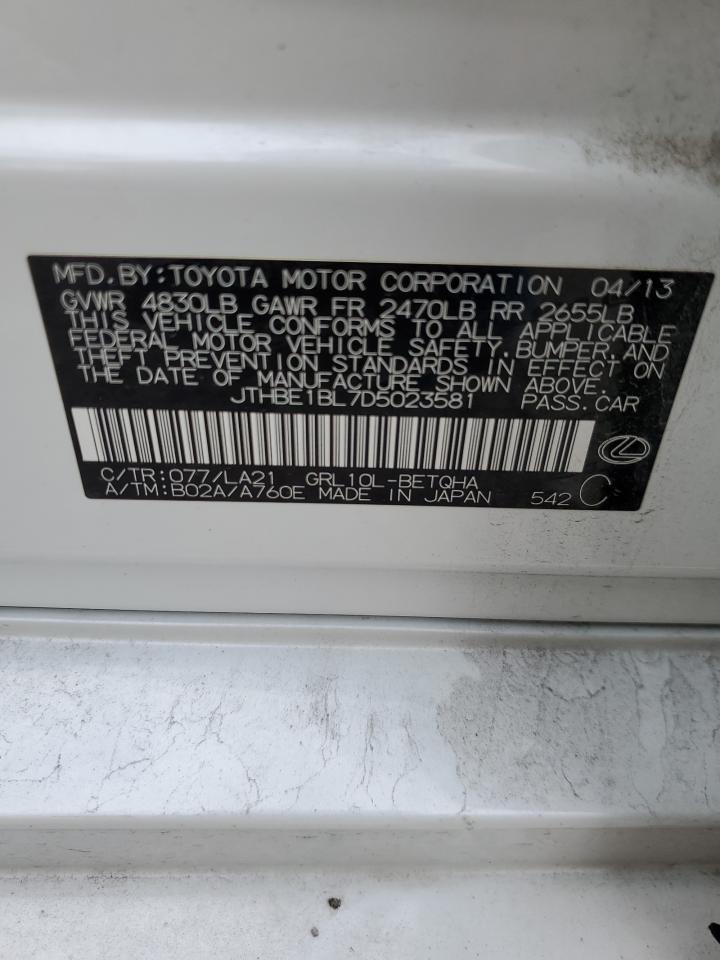 MFD. BY: TOYOTA MOTOR CORPORATION 04/13
GVWR 4830LB GAWR FR 2470LB RR 2655LB
THIS VEHICLE CONFORMS TO ALL APPLICABLE
FEDERAL MOTOR VEHICLE SAFETY, BUMPER, AND
THEFT PREVENTION STANDARDS IN EFFECT ON
THE DATE OF MANUFACTURE SHOWN ABOVE.
JTHBE1BL7D5023581 PASS. CAR
C/TR: 077/LA21 GRL10L-BETQHA
A/TM: B02A/A760E MADE IN JAPAN 542 C